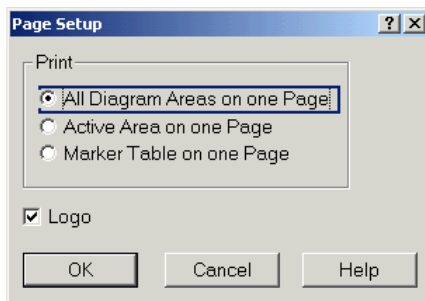 Page Setup
Print
All Diagram Areas on one Page
Active Area on one Page
Marker Table on one Page
Logo
OK Cancel Help